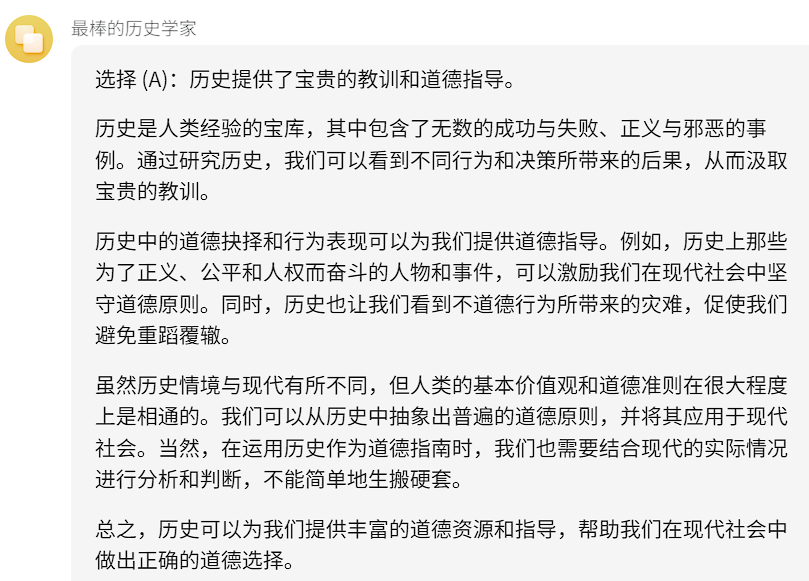 最棒的历史学家
选择 (A)：历史提供了宝贵的教训和道德指导。
历史是人类经验的宝库，其中包含了无数的成功与失败、正义与邪恶的事
例。通过研究历史，我们可以看到不同行为和决策所带来的后果，从而汲取
宝贵的教训。
历史中的道德抉择和行为表现可以为我们提供道德指导。例如，历史上那些
为了正义、公平和人权而奋斗的人物和事件，可以激励我们在现代社会中坚
守道德原则。同时，历史也让我们看到不道德行为所带来的灾难，促使我们
避免重蹈覆辙。
虽然历史情境与现代有所不同，但人类的基本价值观和道德准则在很大程度
上是相通的。我们可以从历史中抽象出普遍的道德原则，并将其应用于现代
社会。当然，在运用历史作为道德指南时，我们也需要结合现代的实际情况
进行分析和判断，不能简单地生搬硬套。
总之，历史可以为我们提供丰富的道德资源和指导，帮助我们在现代社会中
做出正确的道德选择。